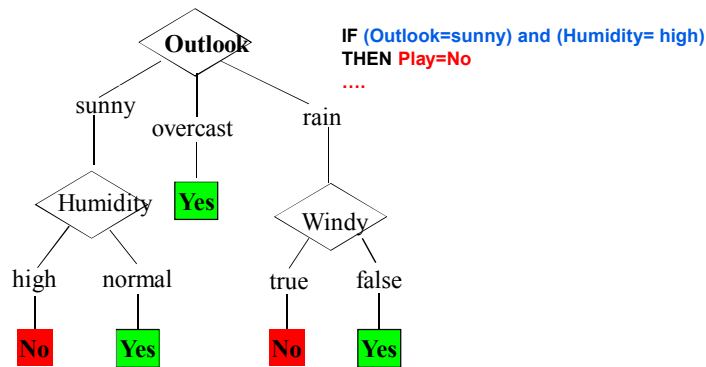 Outlook
IF (Outlook=sunny) and (Humidity= high)
THEN Play=No
....
sunny
overcast
rain
Humidity
Yes
Windy
high
normal
true
false
No
Yes
No
Yes